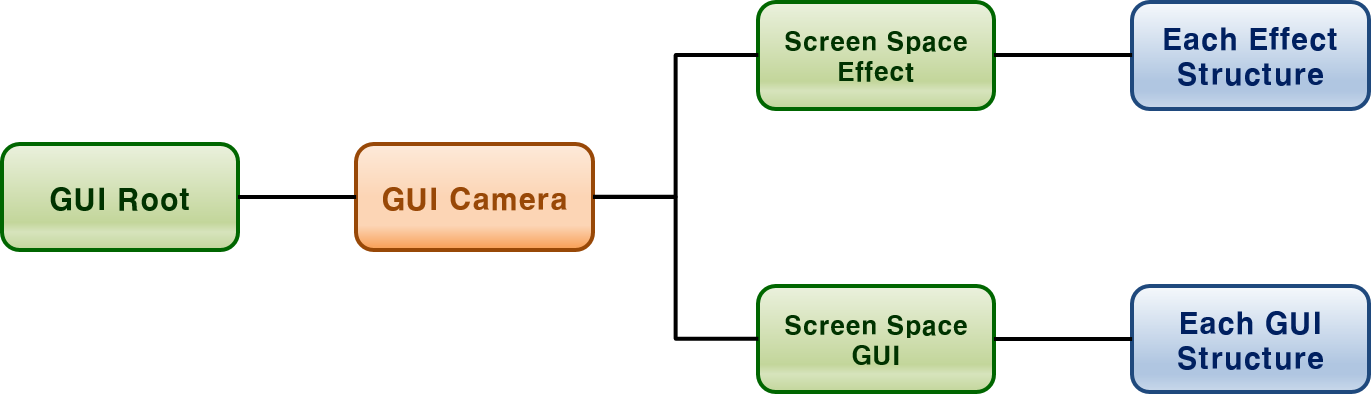 GUI Root
GUI Camera
Screen Space
Effect
Each Effect
Structure
Screen Space
GUI
Each GUI
Structure